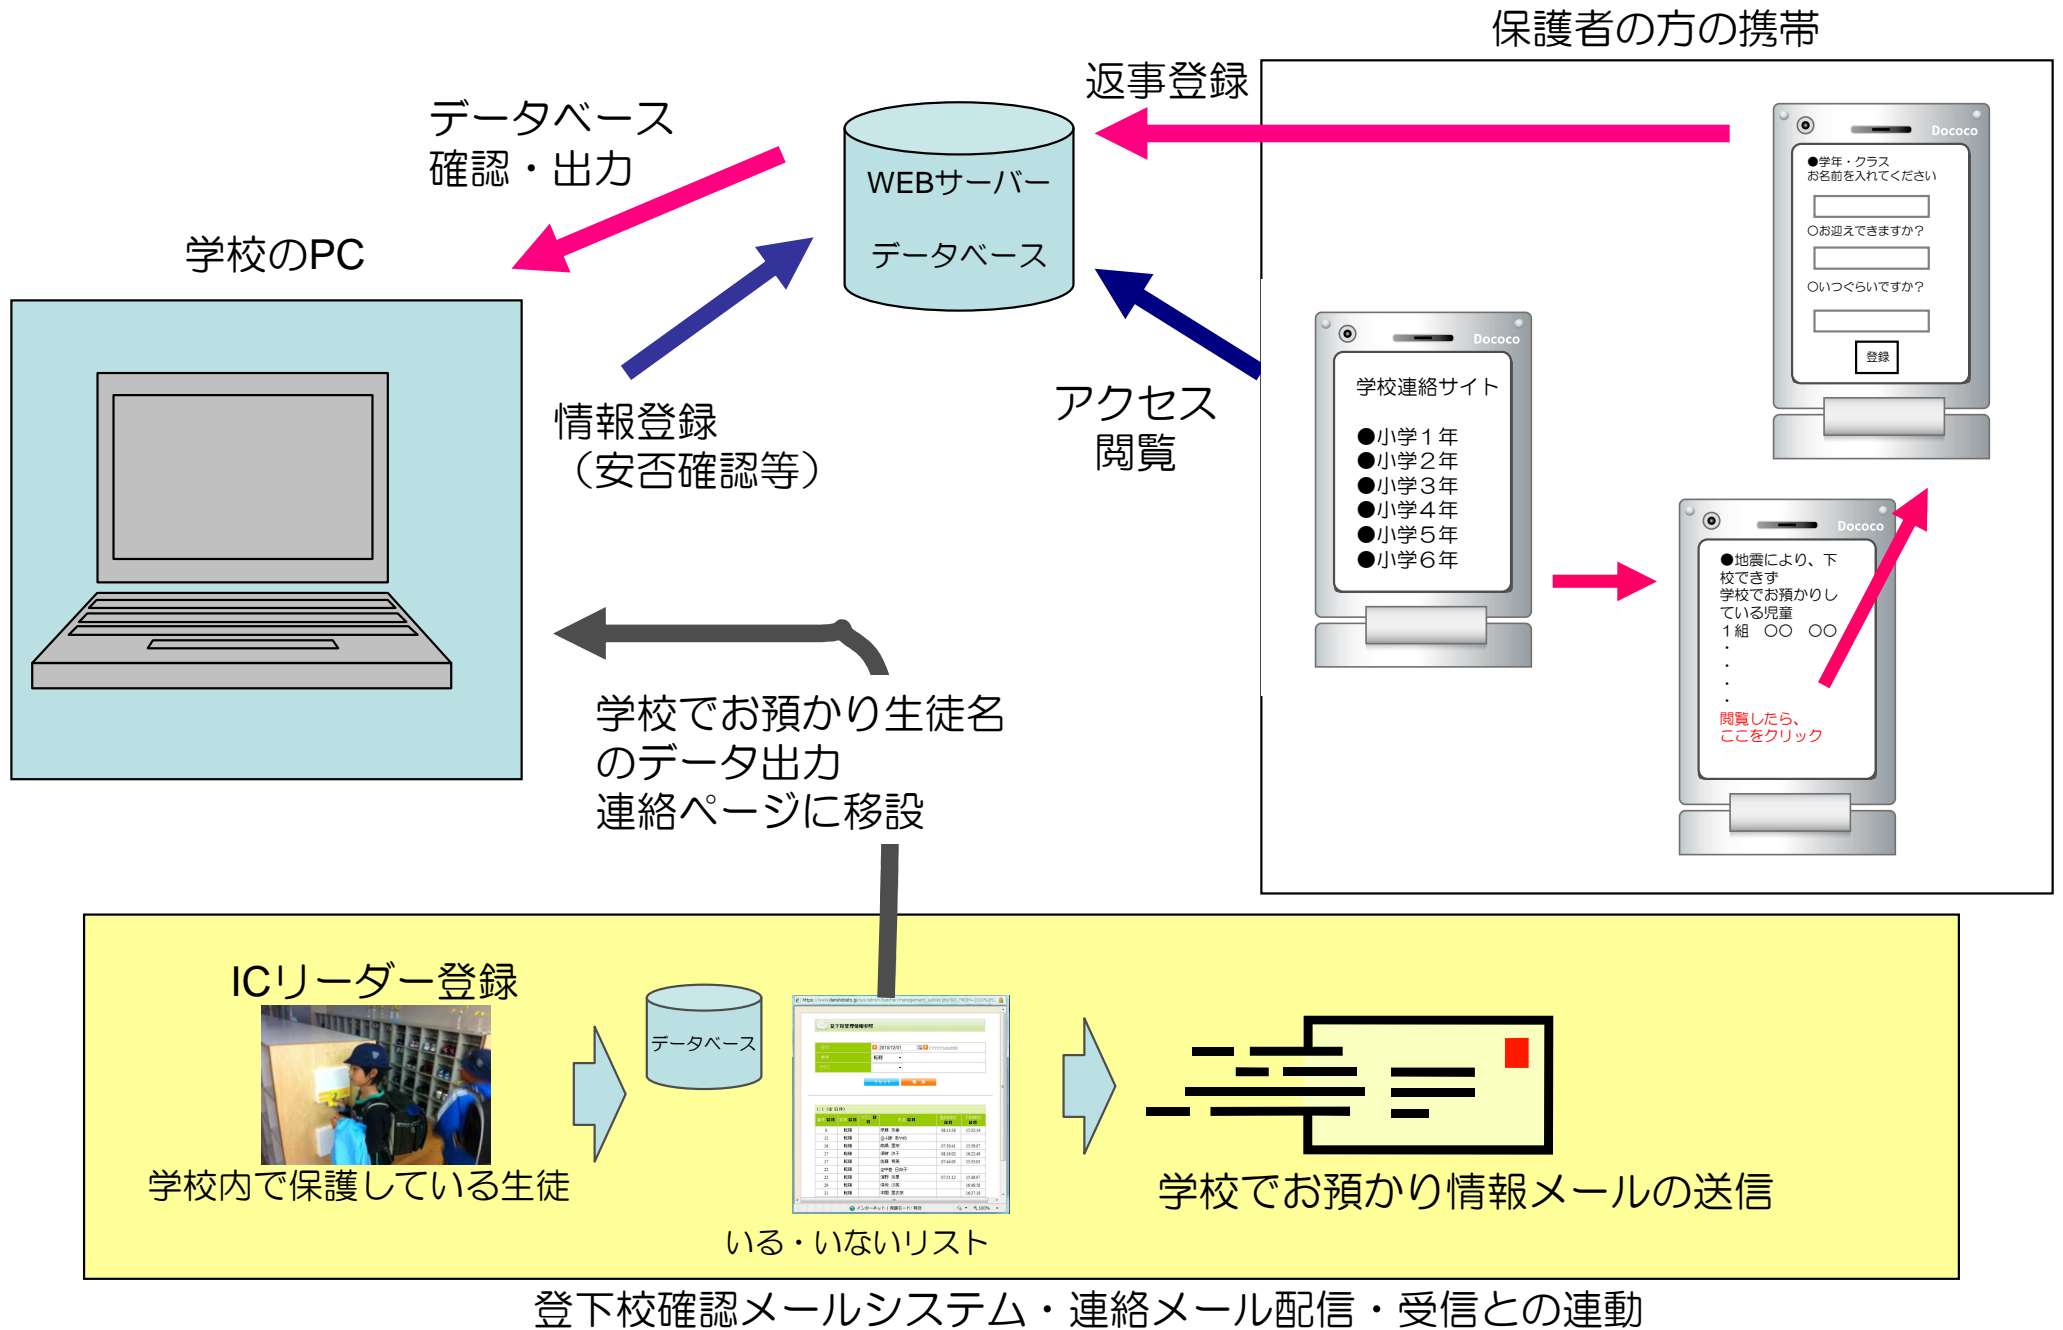 保護者の方の携帯
返事登録
データベース
確認・出力
WEBサーバー
データベース
学校のPC
情報登録
（安否確認等）
アクセス
閲覧
Dococo
●学年・クラス
お名前を入れてください
○お迎えできますか？
○いつぐらいですか？
登録
Dococo
学校連絡サイト
●小学１年
●小学２年
●小学３年
●小学４年
●小学５年
●小学６年
Dococo
●地震により、下
校できず
学校でお預かりし
ている児童
１組　○○　○○
・
・
・
・
閲覧したら、
ここをクリック
学校でお預かり生徒名
のデータ出力
連絡ページに移設
ICリーダー登録
学校内で保護している生徒
データベース
登下校管理情報参照
2010/12/01
いる・いないリスト
学校でお預かり情報メールの送信
登下校確認メールシステム・連絡メール配信・受信との連動